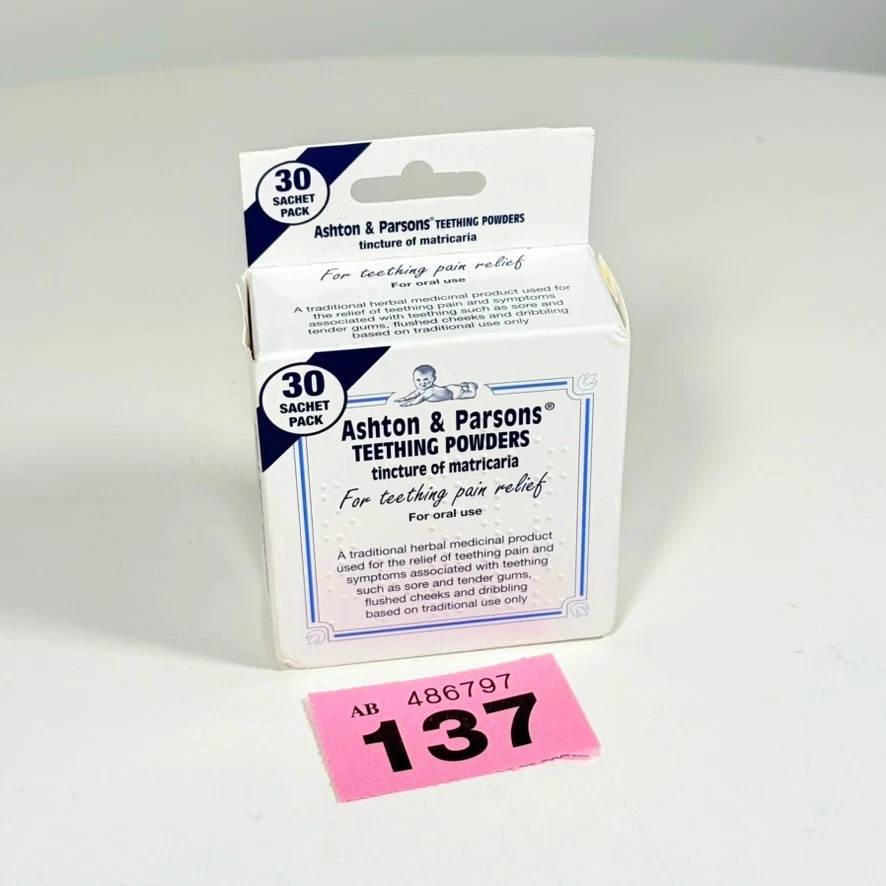 30
SACHET
PACK
Ashton & Parsons® TEETHING POWDERS
tincture of matricaria
For teething pain relief
For oral use
A traditional herbal medicinal product used for
the relief of teething pain and symptoms
associated with teething such as sore and
tender gums, flushed cheeks and dribbling
based on traditional use only
30
SACHET
PACK
Ashton & Parsons®
TEETHING POWDERS
tincture of matricaria
For teething pain relief
For oral use
A traditional herbal medicinal product
used for the relief of teething pain and
symptoms associated with teething
such as sore and tender gums,
flushed cheeks and dribbling
based on traditional use only
AB 486797
137